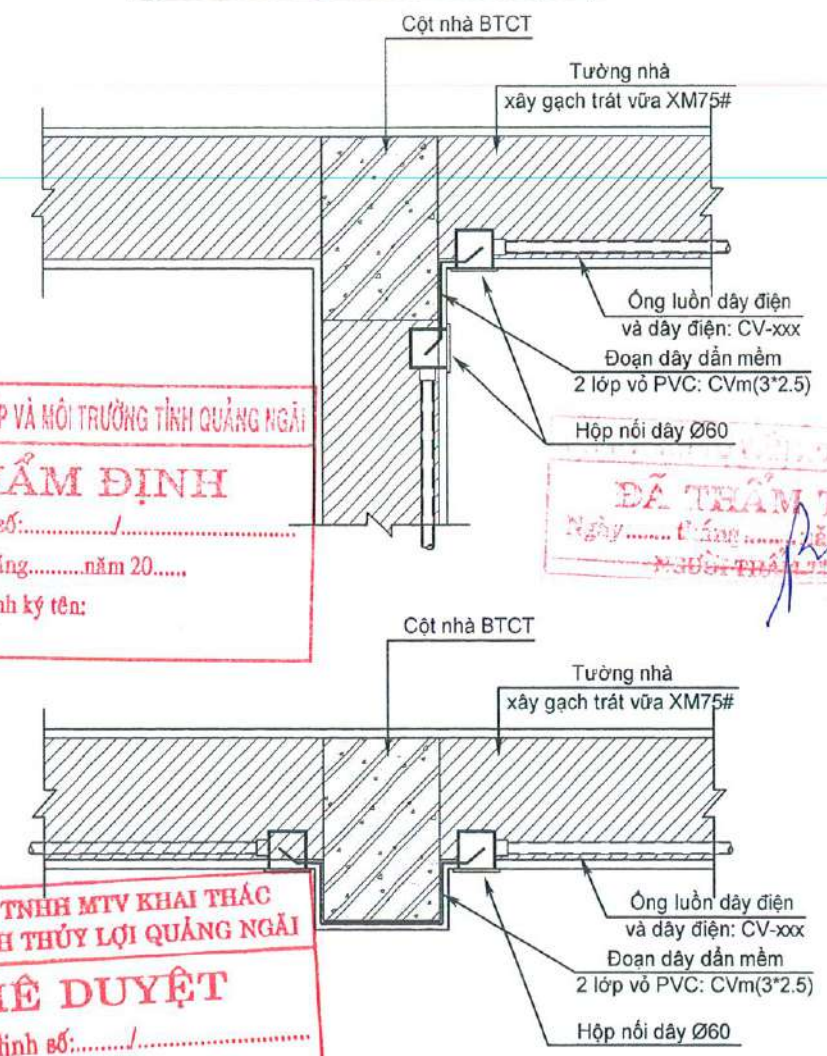 Cột nhà BTCT
Tường nhà
xây gạch trát vữa XM75#
Ống luồn dây điện
và dây điện: CV-xxx
Đoạn dây dẫn mềm
2 lớp vỏ PVC: CVm(3*2.5)
Hộp nối dây Ø60
VÀ MÔI TRƯỜNG TỈNH QUẢNG NGÃI
ĐỊNH
số:............/..............................
........năm 20.....
ký tên:
ĐÃ THẨM
Ngày....... tháng.........
NGƯỜI THẨM
Cột nhà BTCT
Tường nhà
xây gạch trát vữa XM75#
Ống luồn dây điện
và dây điện: CV-xxx
Đoạn dây dẫn mềm
2 lớp vỏ PVC: CVm(3*2.5)
Hộp nối dây Ø60
TNHH MTV KHAI THÁC
THỦY LỢI QUẢNG NGÃI
DUYỆT
định số:......../..............................